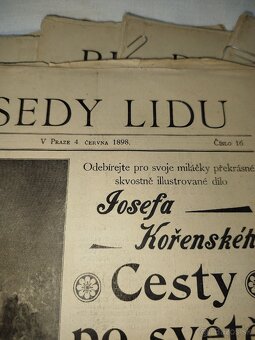 SEDY LIDU
V PRAZE 4. ČERVNA 1898.
ČÍSLO 16
Odebírejte pro svoje miláčky překrásné
skvostně illustrované dílo
Josefa
Kořenského
Cesty
po světě